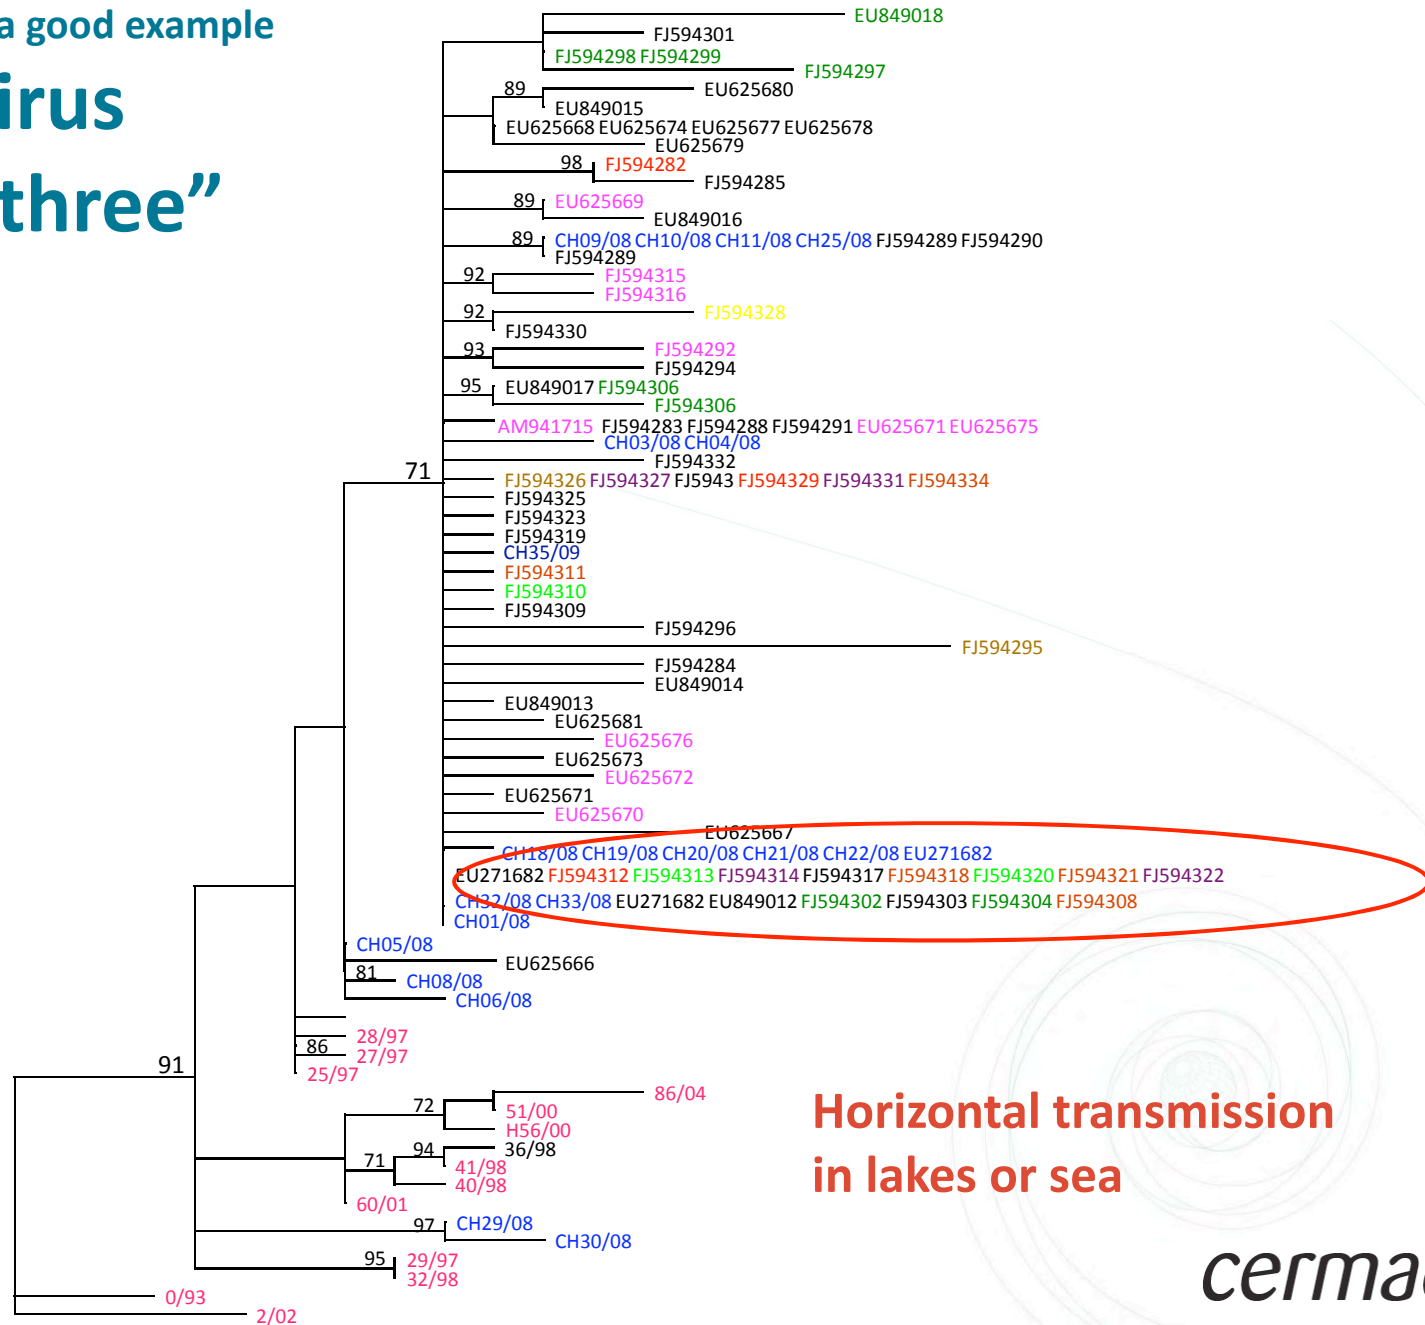 a good example
irus
three”
EU849018
FJ594301
FJ594298 FJ594299
FJ594297
89
EU625680
EU849015
EU625668 EU625674 EU625677 EU625678
EU625679
98
FJ594282
FJ594285
89
EU625669
EU849016
89
CH09/08 CH10/08 CH11/08 CH25/08 FJ594289 FJ594290
FJ594289
92
FJ594315
FJ594316
92
FJ594328
FJ594330
93
FJ594292
FJ594294
95
EU849017 FJ594306
FJ594306
AM941715 FJ594283 FJ594288 FJ594291 EU625671 EU625675
CH03/08 CH04/08
FJ594332
71
FJ594326 FJ594327 FJ5943 FJ594329 FJ594331 FJ594334
FJ594325
FJ594323
FJ594319
CH35/09
FJ594311
FJ594310
FJ594309
FJ594296
FJ594295
FJ594284
EU849014
EU849013
EU625681
EU625676
EU625673
EU625672
EU625671
EU625670
EU625667
CH18/08 CH19/08 CH20/08 CH21/08 CH22/08 EU271682
EU271682 FJ594312 FJ594313 FJ594314 FJ594317 FJ594318 FJ594320 FJ594321 FJ594322
CH32/08 CH33/08 EU271682 EU849012 FJ594302 FJ594303 FJ594304 FJ594308
CH01/08
CH05/08
EU625666
81
CH08/08
CH06/08
28/97
86
27/97
25/97
91
86/04
72
51/00
H56/00
94
36/98
71
41/98
40/98
60/01
97
CH29/08
CH30/08
95
29/97
32/98
0/93
2/02
Horizontal transmission
in lakes or sea
cerma